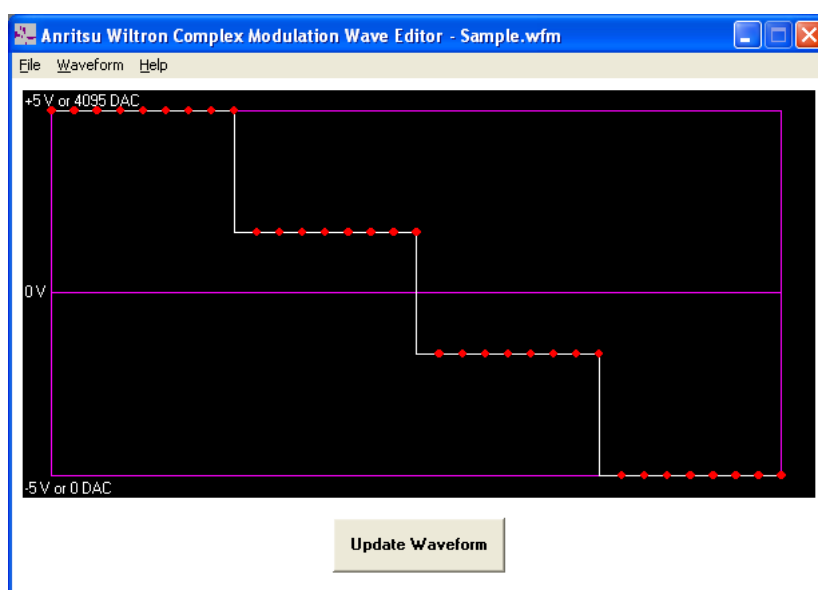 Anritsu Wiltron Complex Modulation Wave Editor - Sample.wfm
File Waveform Help
+5 V or 4095 DAC
0 V
-5 V or 0 DAC
Update Waveform